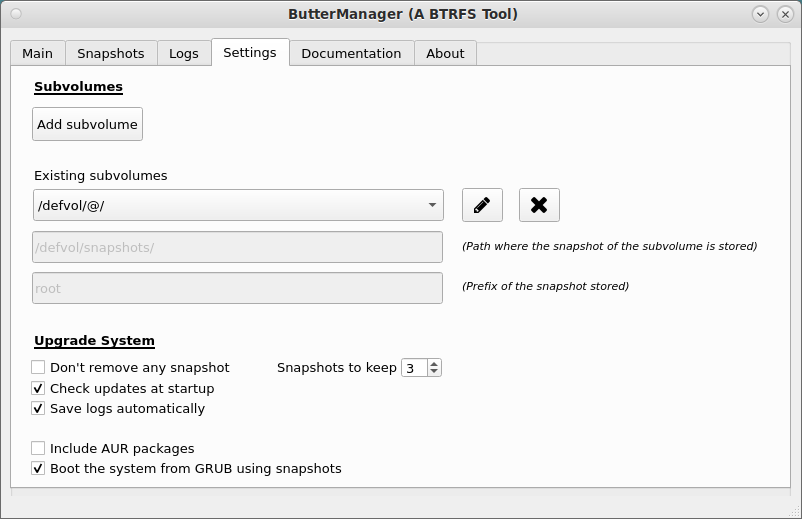 ButterManager (A BTRFS Tool)
Main Snapshots Logs Settings Documentation About
Subvolumes
Add subvolume
Existing subvolumes
/defvol/@/
/defvol/snapshots/ (Path where the snapshot of the subvolume is stored)
root (Prefix of the snapshot stored)
Upgrade System
Don't remove any snapshot Snapshots to keep 3
Check updates at startup
Save logs automatically
Include AUR packages
Boot the system from GRUB using snapshots